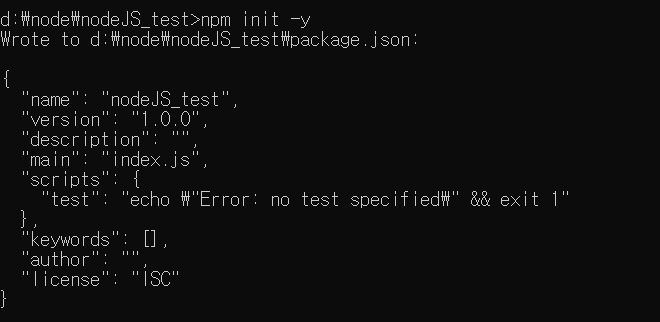 d:₩node₩nodeJS_test>npm init -y
Wrote to d:₩node₩nodeJS_test₩package.json:

{
  "name": "nodeJS_test",
  "version": "1.0.0",
  "description": "",
  "main": "index.js",
  "scripts": {
    "test": "echo ₩"Error: no test specified₩" && exit 1"
  },
  "keywords": [],
  "author": "",
  "license": "ISC"
}